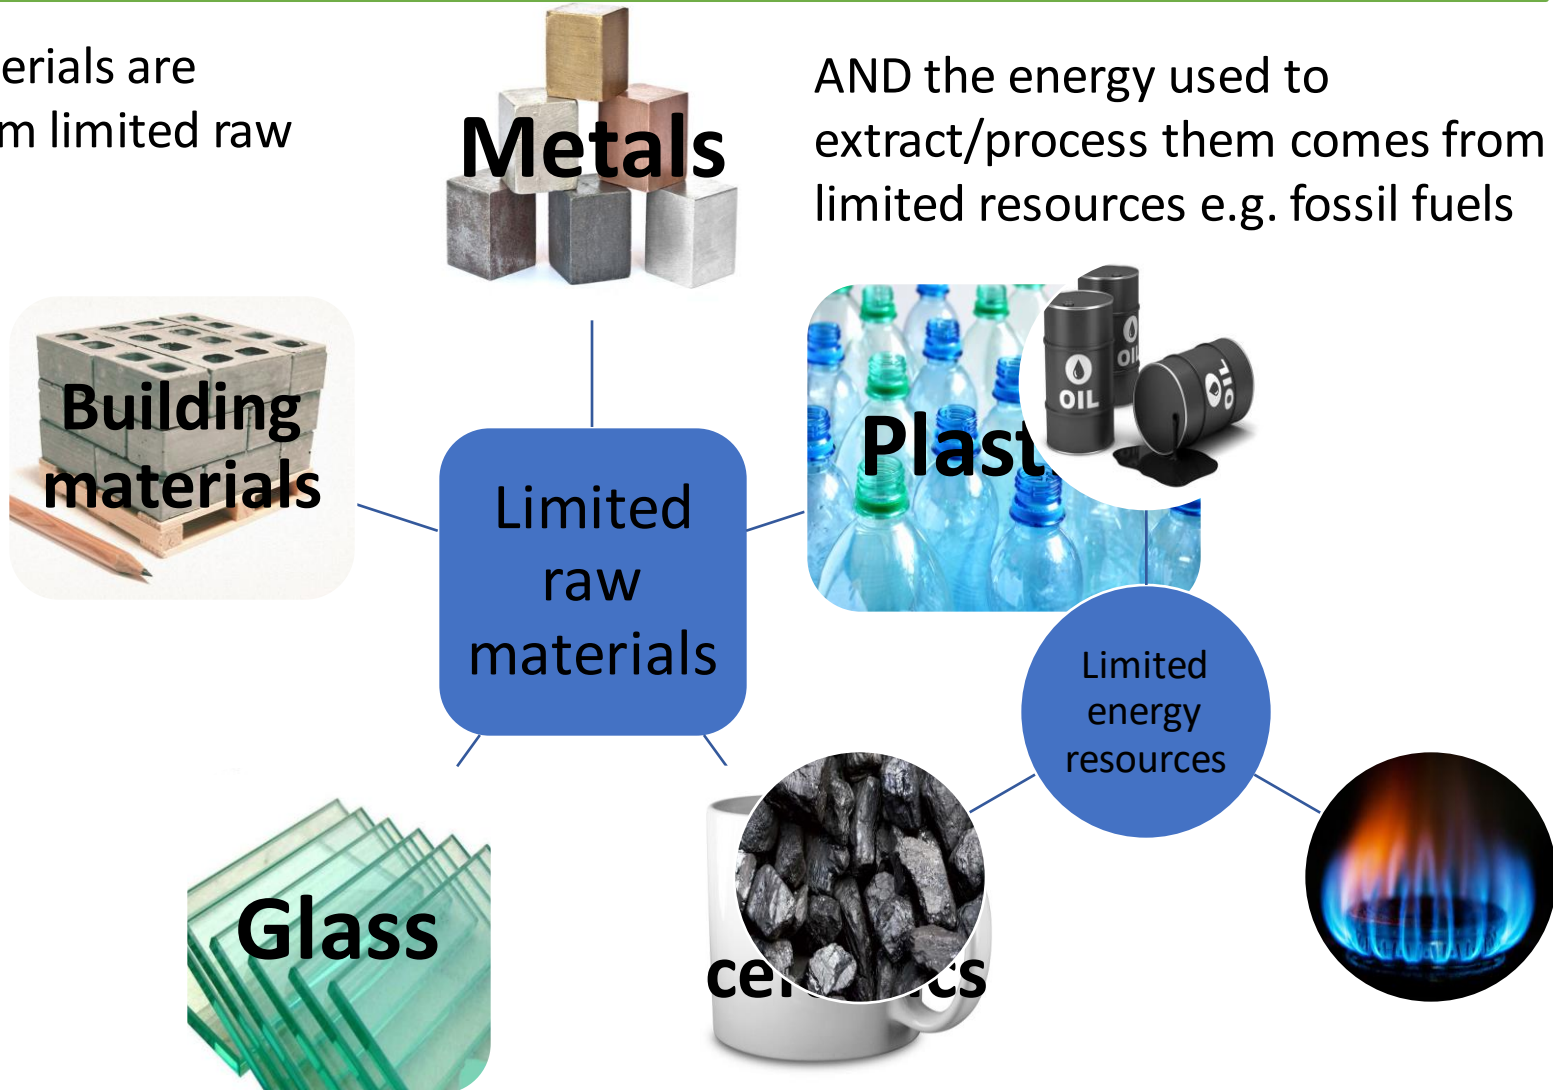 erials are
m limited raw
Metals
AND the energy used to
extract/process them comes from
limited resources e.g. fossil fuels
Building
materials
OIL
OIL
OIL
Limited
raw
materials
Limited
energy
resources
Glass